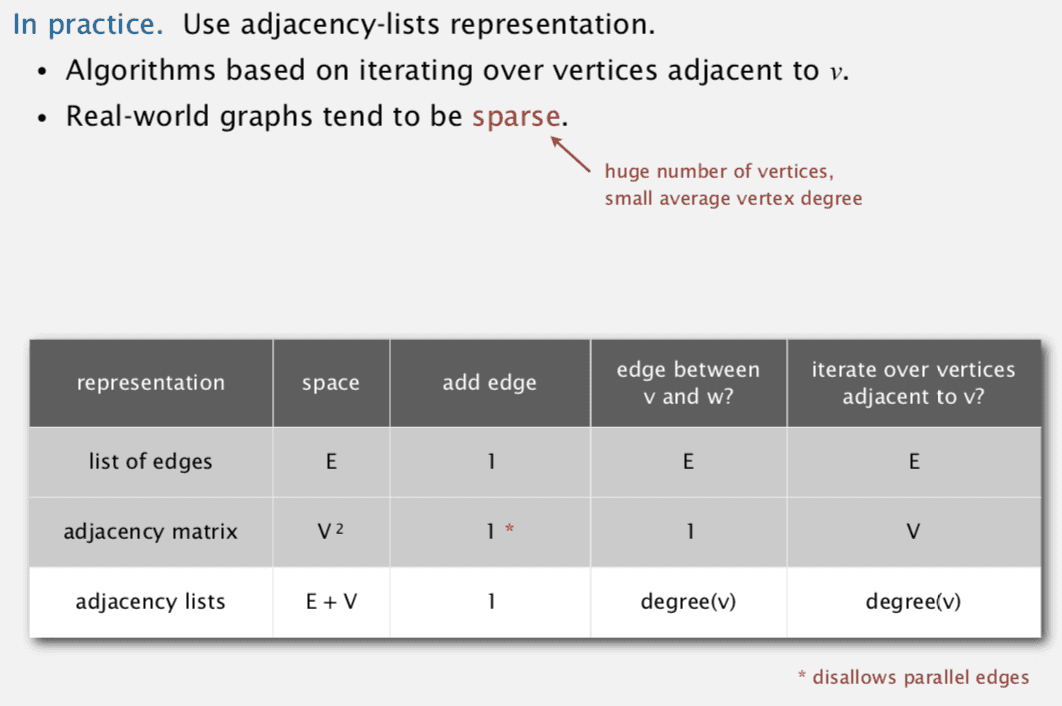 In practice. Use adjacency-lists representation.
• Algorithms based on iterating over vertices adjacent to v.
• Real-world graphs tend to be sparse.
huge number of vertices,
small average vertex degree
representation space add edge edge between v and w? iterate over vertices adjacent to v?
list of edges E 1 E E
adjacency matrix V² 1 * 1 V
adjacency lists E + V 1 degree(v) degree(v)
* disallows parallel edges